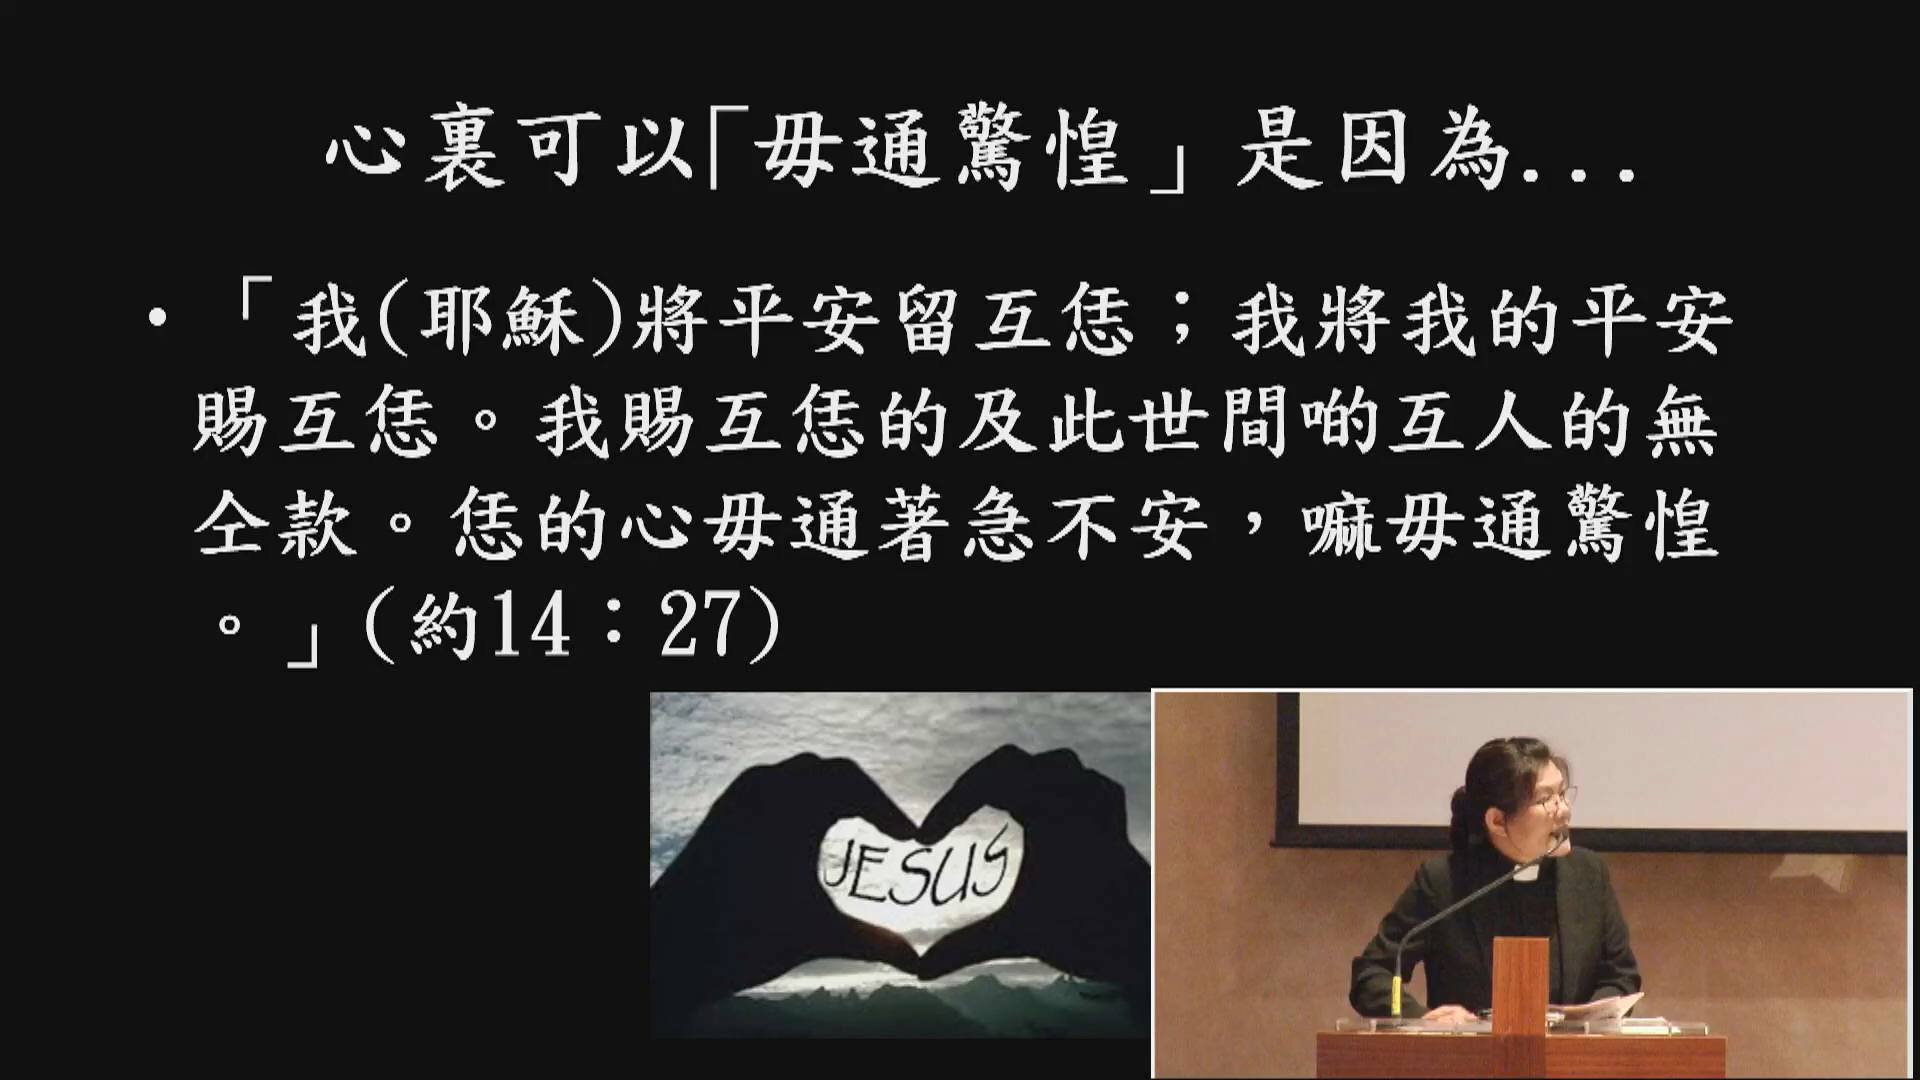 心裏可以「毋通驚惶」是因為...
•「我(耶穌)將平安留互恁；我將我的平安
賜互恁。我賜互恁的及此世間啲互人的無
仝款。恁的心毋通著急不安，嘛毋通驚惶
。」(約14：27)
JESUS